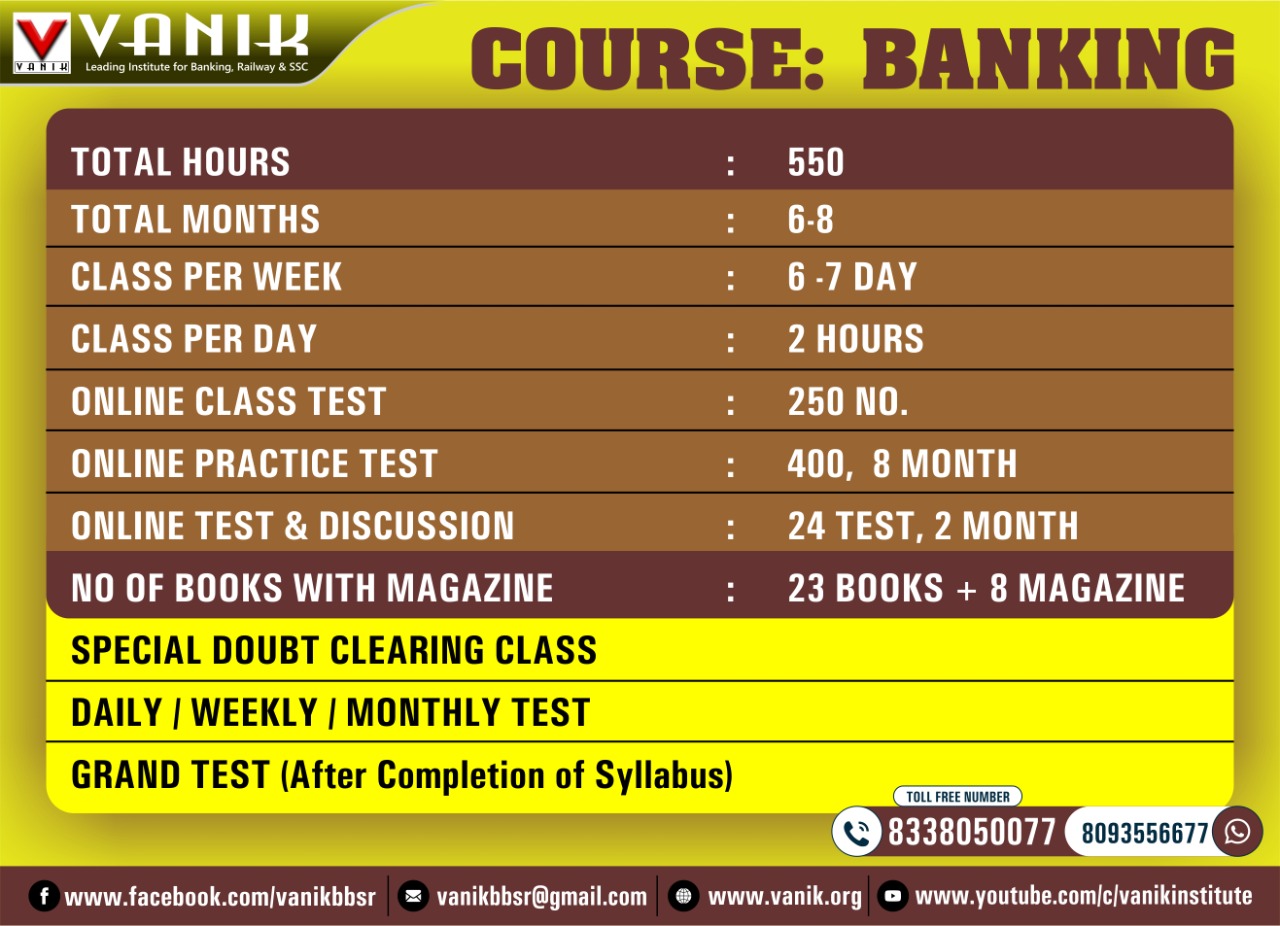 VANIK
VANIK
Leading Institute for Banking, Railway & SSC
COURSE: BANKING
TOTAL HOURS : 550
TOTAL MONTHS : 6-8
CLASS PER WEEK : 6 -7 DAY
CLASS PER DAY : 2 HOURS
ONLINE CLASS TEST : 250 NO.
ONLINE PRACTICE TEST : 400, 8 MONTH
ONLINE TEST & DISCUSSION : 24 TEST, 2 MONTH
NO OF BOOKS WITH MAGAZINE : 23 BOOKS + 8 MAGAZINE
SPECIAL DOUBT CLEARING CLASS
DAILY / WEEKLY / MONTHLY TEST
GRAND TEST (After Completion of Syllabus)
TOLL FREE NUMBER
8338050077 8093556677
www.facebook.com/vanikbbsr vanikbbsr@gmail.com www.vanik.org www.youtube.com/c/vanikinstitute